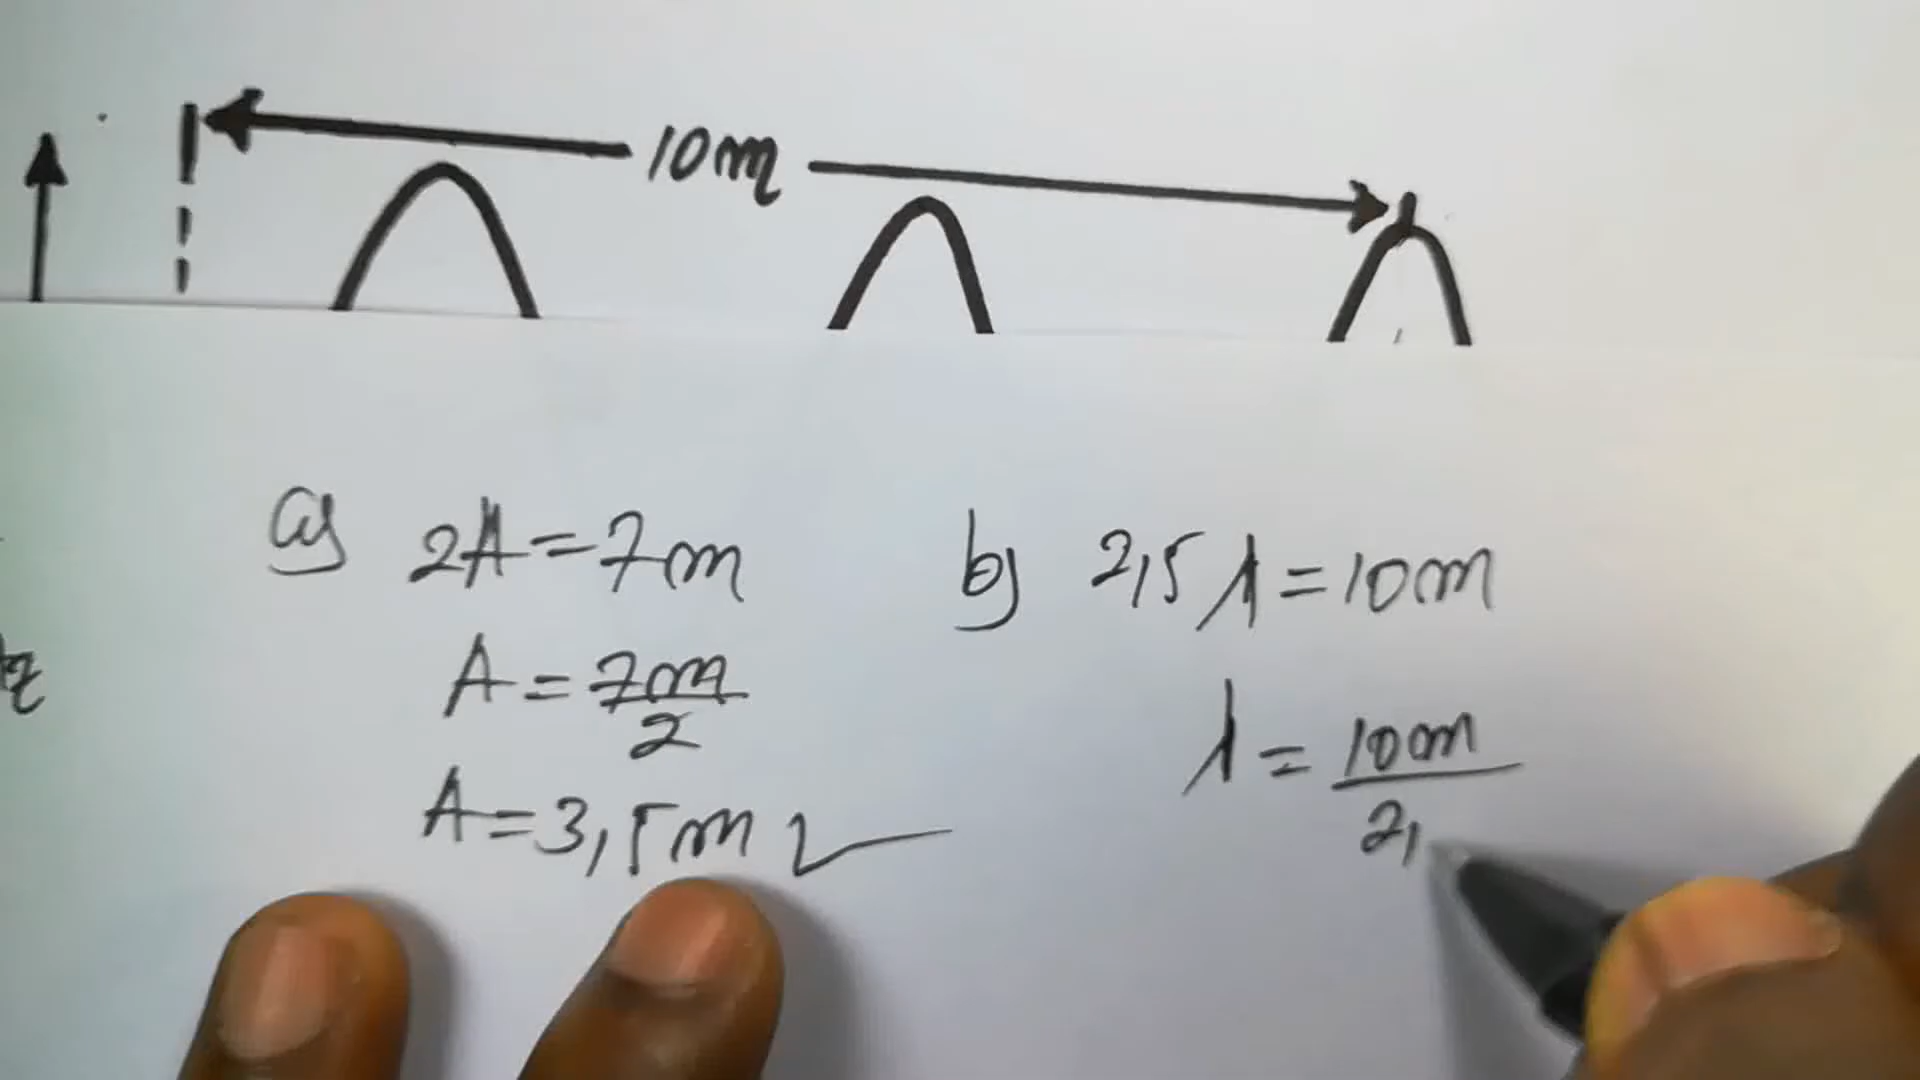 10m
a) 2A = 7m
A = 7m/2
A = 3,5m
b) 2,5 λ = 10m
λ = 10m/2,